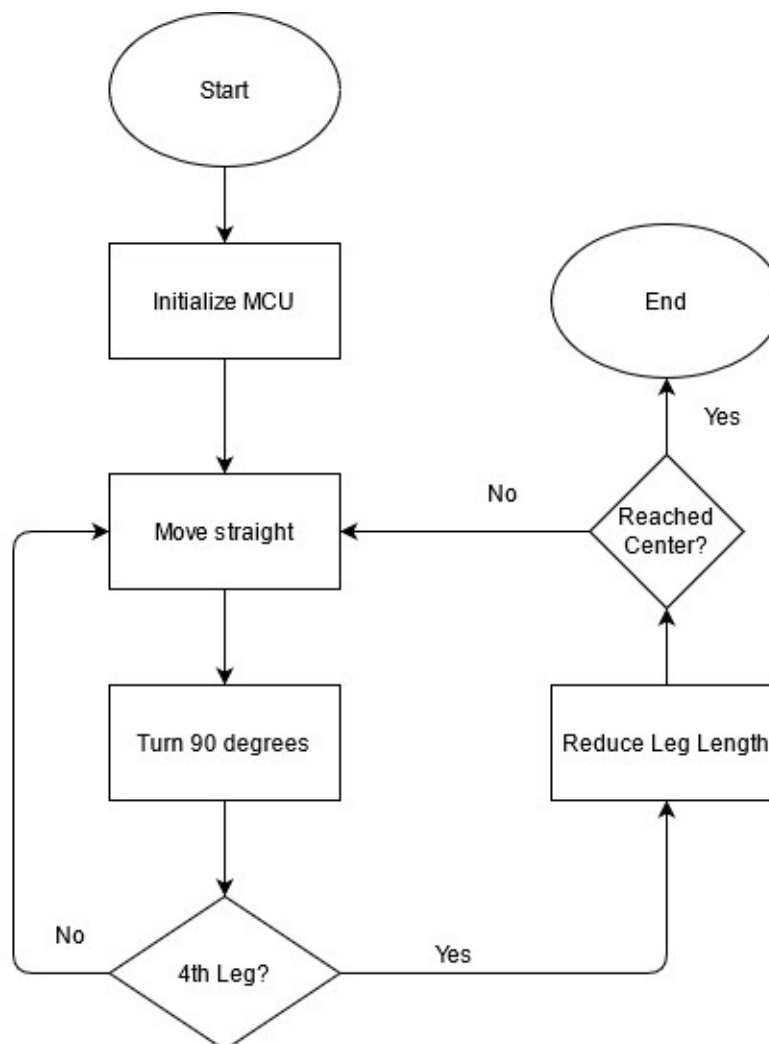 Start
Initialize MCU
End
Yes
No
Reached
Center?
Move straight
Turn 90 degrees
Reduce Leg Length
No
Yes
4th Leg?